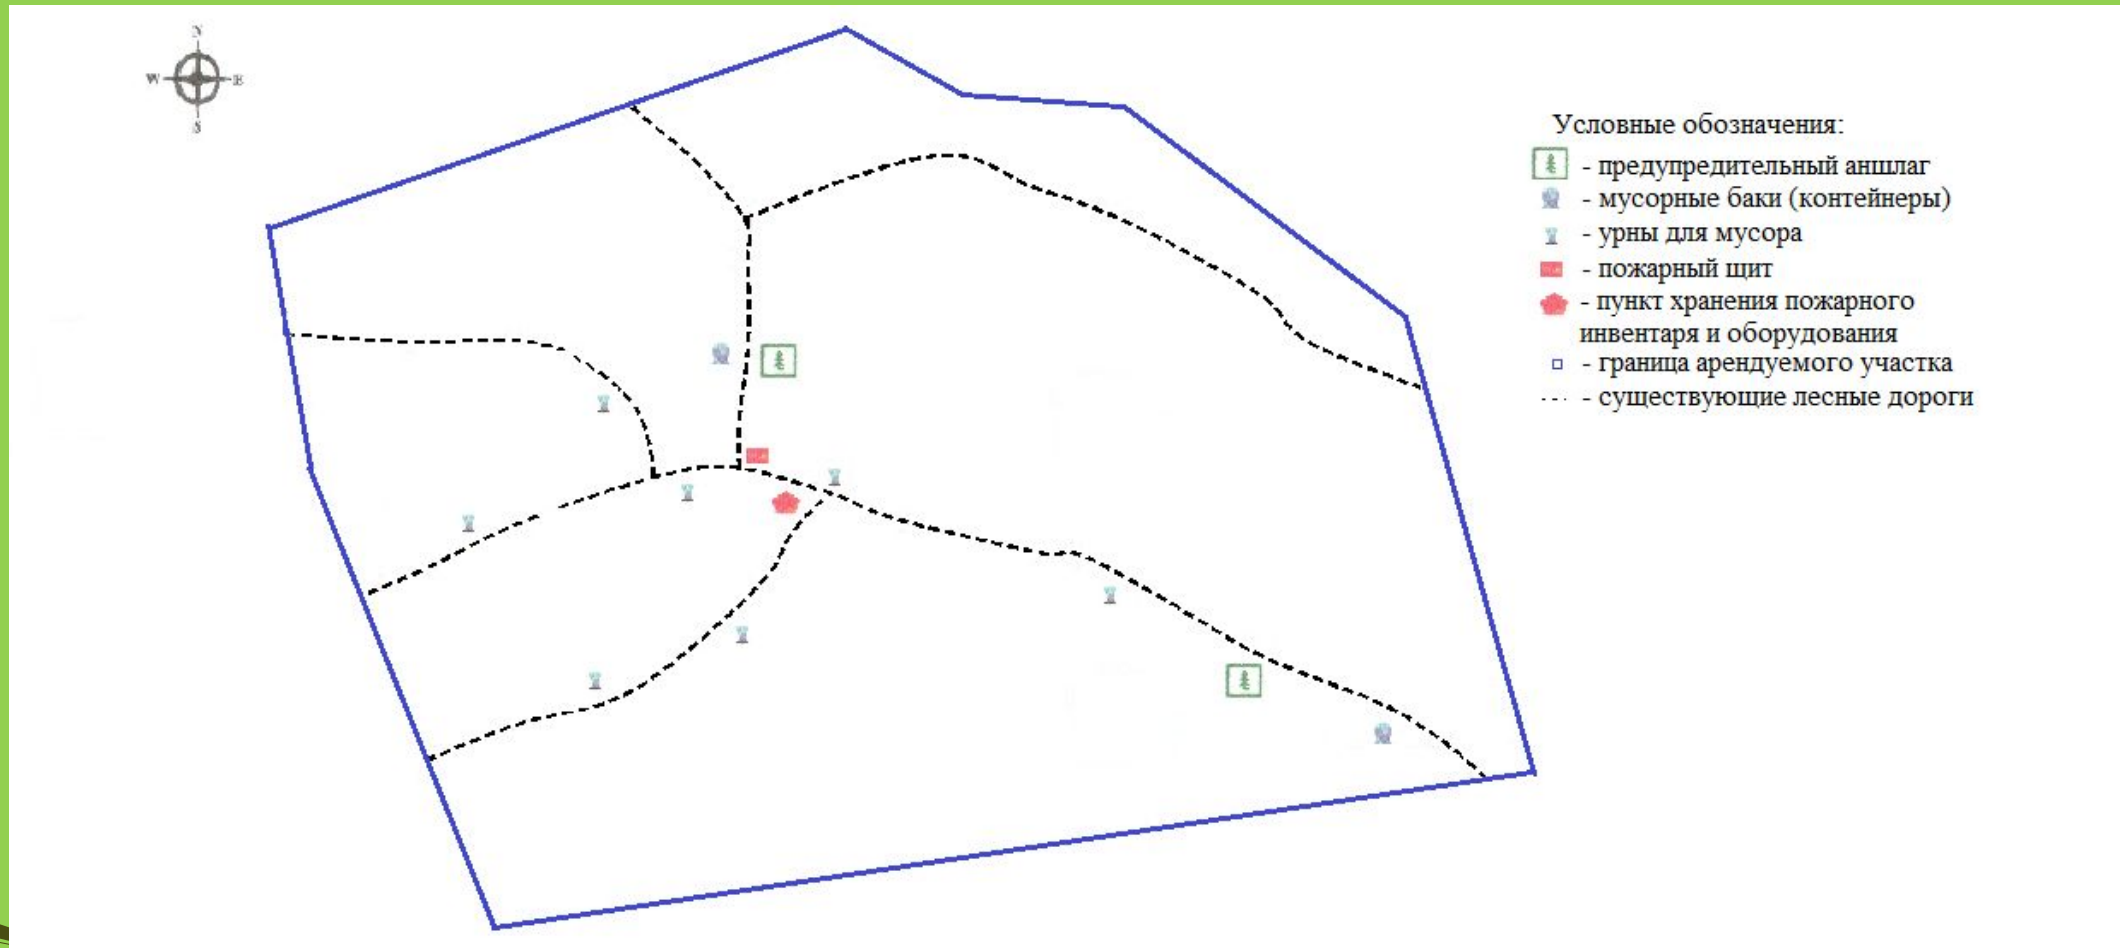 N
W E
S
Условные обозначения:
- предупредительный аншлаг
- мусорные баки (контейнеры)
- урны для мусора
- пожарный щит
- пункт хранения пожарного
инвентаря и оборудования
- граница арендуемого участка
- существующие лесные дороги